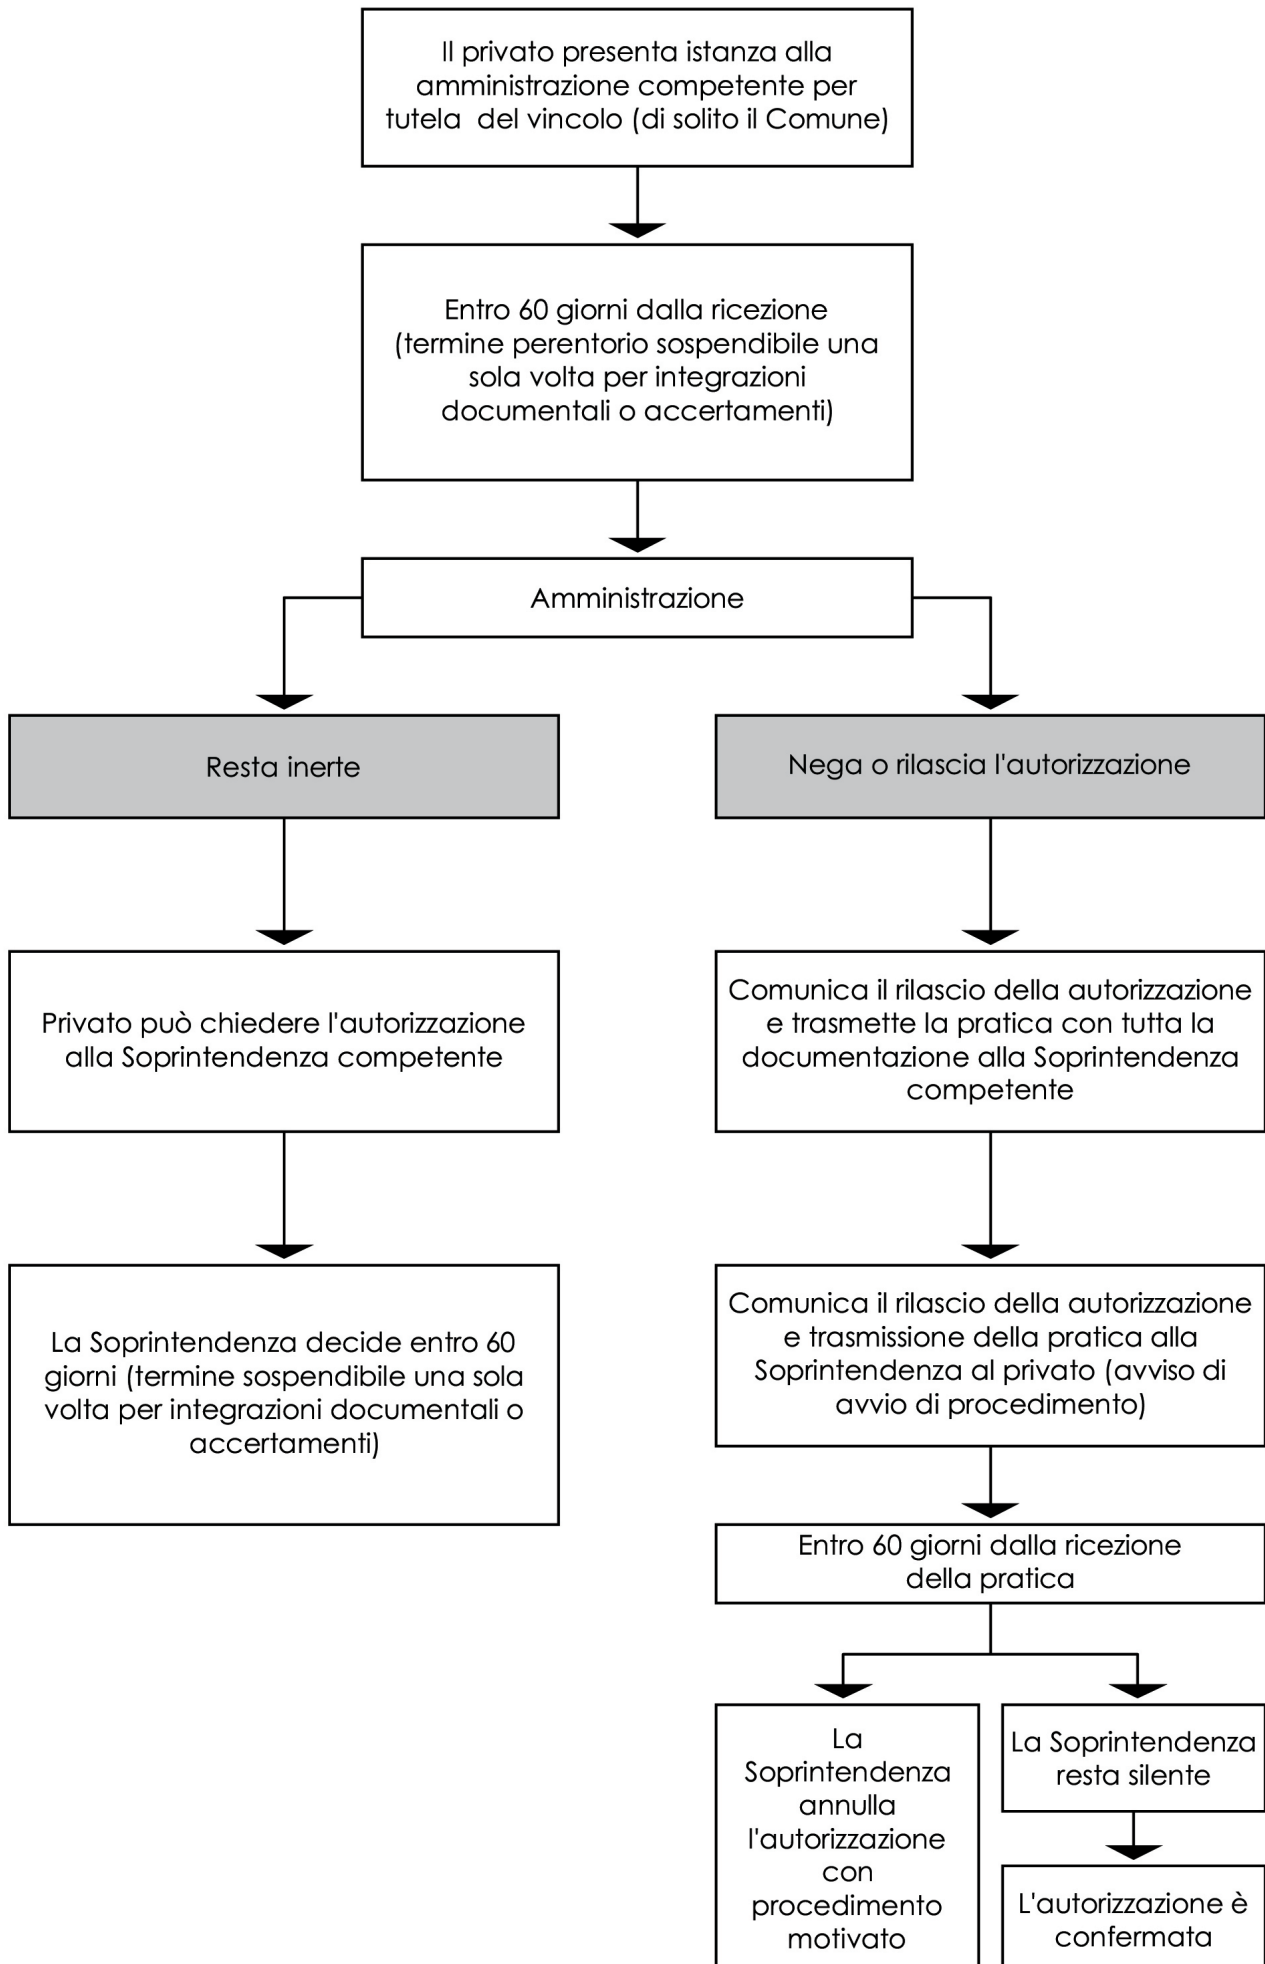 Il privato presenta istanza alla
amministrazione competente per
tutela del vincolo (di solito il Comune)
Entro 60 giorni dalla ricezione
(termine perentorio sospendibile una
sola volta per integrazioni
documentali o accertamenti)
Amministrazione
Resta inerte
Nega o rilascia l'autorizzazione
Privato può chiedere l'autorizzazione
alla Soprintendenza competente
Comunica il rilascio della autorizzazione
e trasmette la pratica con tutta la
documentazione alla Soprintendenza
competente
La Soprintendenza decide entro 60
giorni (termine sospendibile una sola
volta per integrazioni documentali o
accertamenti)
Comunica il rilascio della autorizzazione
e trasmissione della pratica alla
Soprintendenza al privato (avviso di
avvio di procedimento)
Entro 60 giorni dalla ricezione
della pratica
La
Soprintendenza
annulla
l'autorizzazione
con
procedimento
motivato
La Soprintendenza
resta silente
L'autorizzazione è
confermata